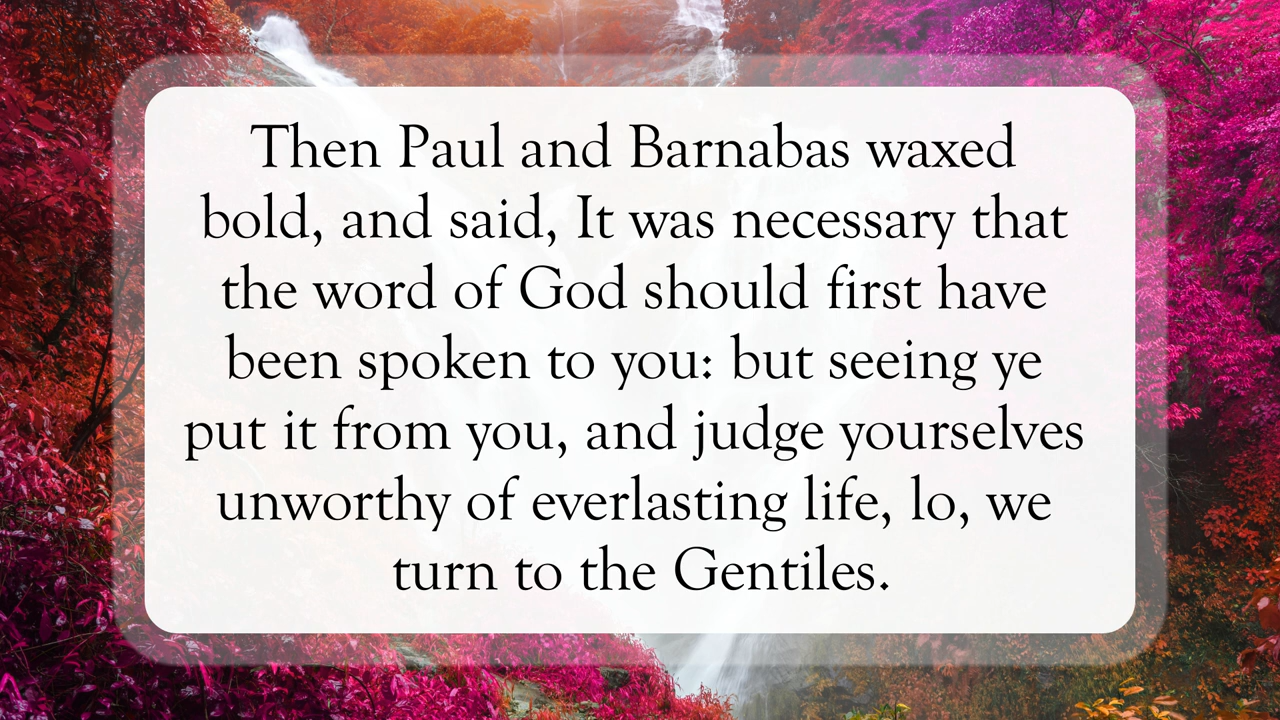 Then Paul and Barnabas waxed
bold, and said, It was necessary that
the word of God should first have
been spoken to you: but seeing ye
put it from you, and judge yourselves
unworthy of everlasting life, lo, we
turn to the Gentiles.